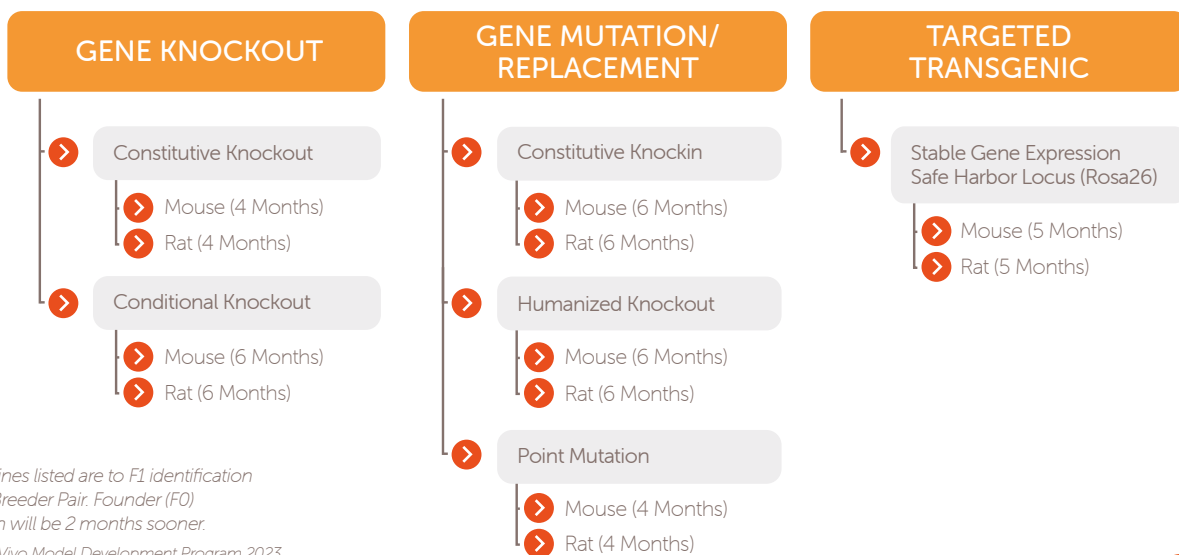 GENE KNOCKOUT
Constitutive Knockout
Mouse (4 Months)
Rat (4 Months)
Conditional Knockout
Mouse (6 Months)
Rat (6 Months)
GENE MUTATION/
REPLACEMENT
Constitutive Knockin
Mouse (6 Months)
Rat (6 Months)
Humanized Knockout
Mouse (6 Months)
Rat (6 Months)
Point Mutation
Mouse (4 Months)
Rat (4 Months)
TARGETED
TRANSGENIC
Stable Gene Expression
Safe Harbor Locus (Rosa26)
Mouse (5 Months)
Rat (5 Months)
listed are to F1 identification
Breeder Pair. Founder (F0)
will be 2 months sooner.
Vivo Model Development Program 2023